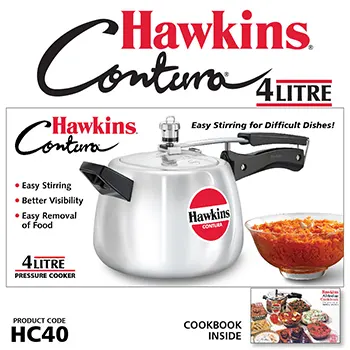 Hawkins®
Contura®
4 LITRE
Hawkins®
Contura
Easy Stirring for Difficult Dishes!
• Easy Stirring
• Better Visibility
• Easy Removal
of Food
Hawkins
CONTURA
4 LITRE
PRESSURE COOKER
PRODUCT CODE
HC40
COOKBOOK
INSIDE
Hawkins